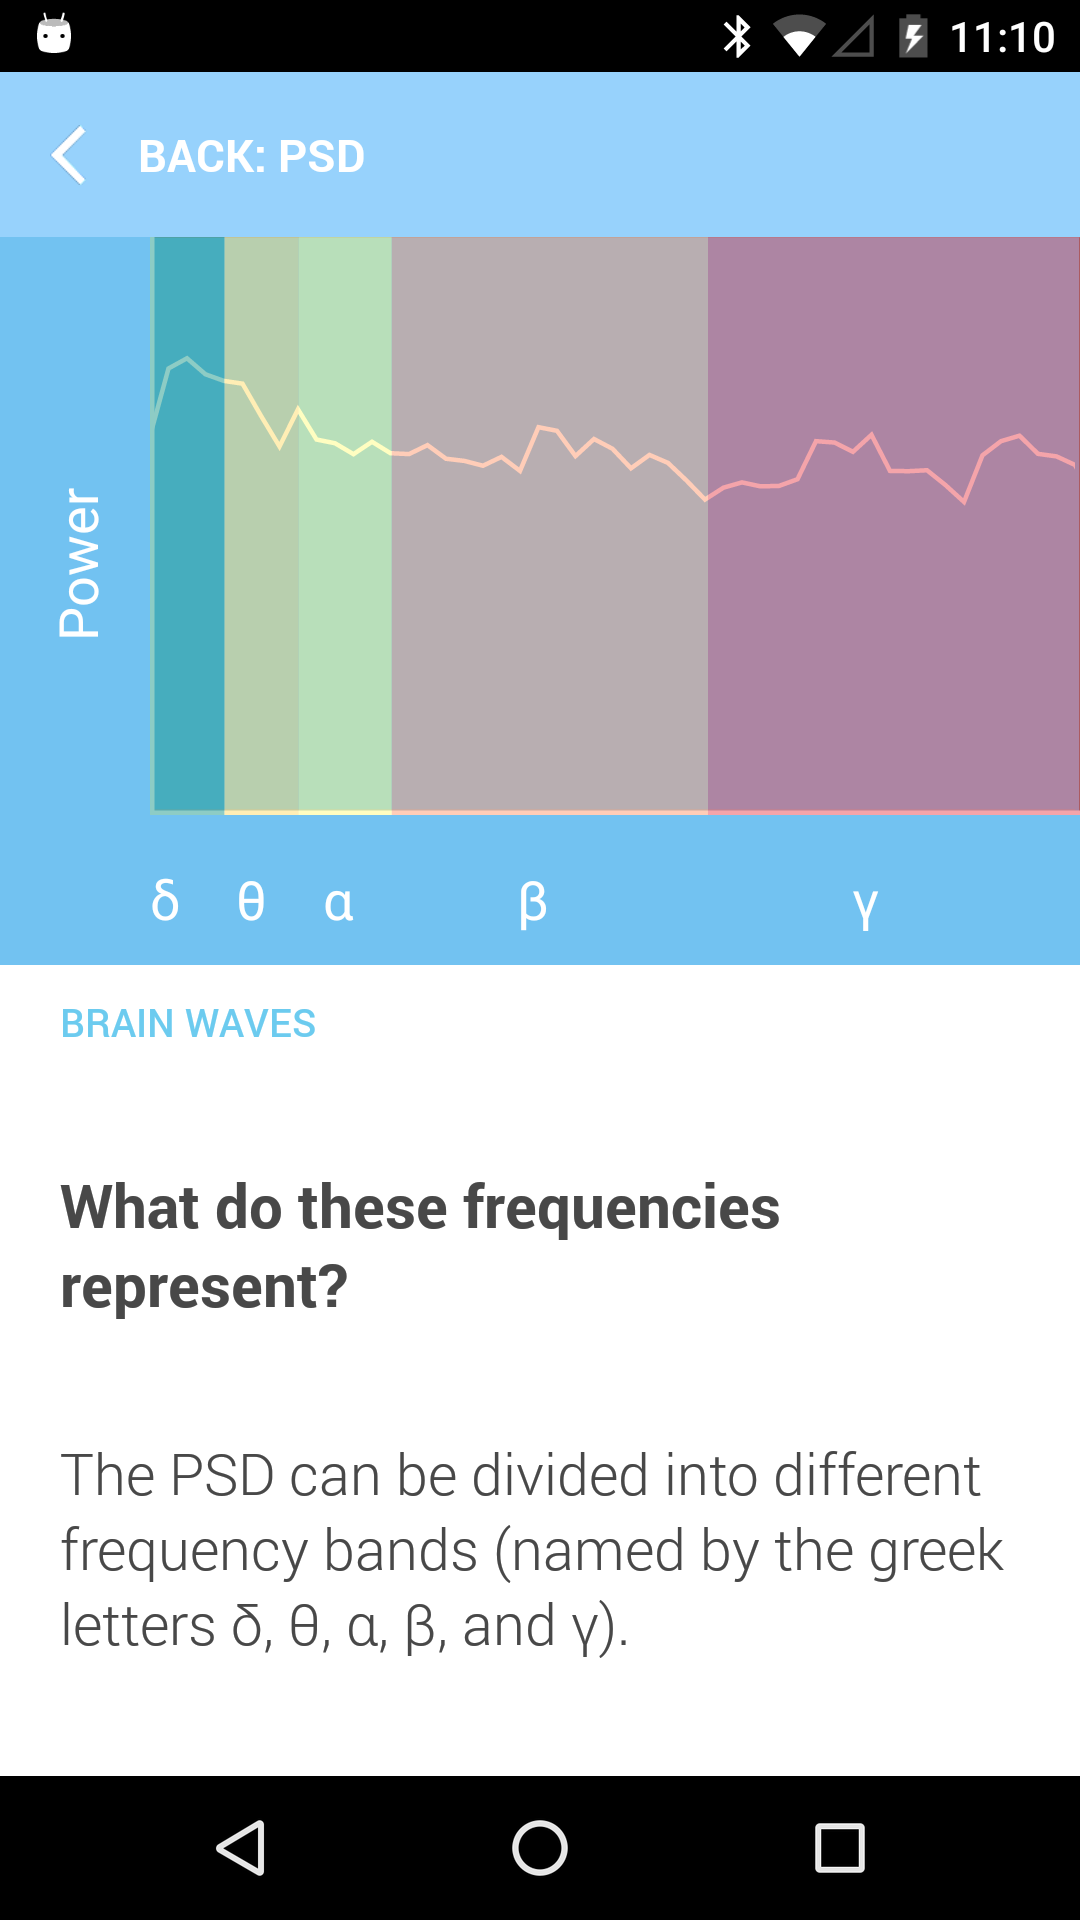 11:10
BACK: PSD
Power
δ θ α β γ
BRAIN WAVES
What do these frequencies
represent?
The PSD can be divided into different
frequency bands (named by the greek
letters δ, θ, α, β, and γ).